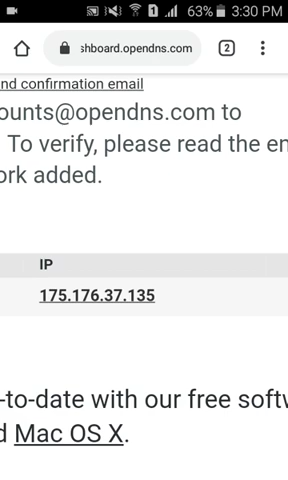 63% 3:30 PM
shboard.opendns.com 2
nd confirmation email
ounts@opendns.com to
To verify, please read the em
ork added.
IP
175.176.37.135
-to-date with our free softw
d Mac OS X.